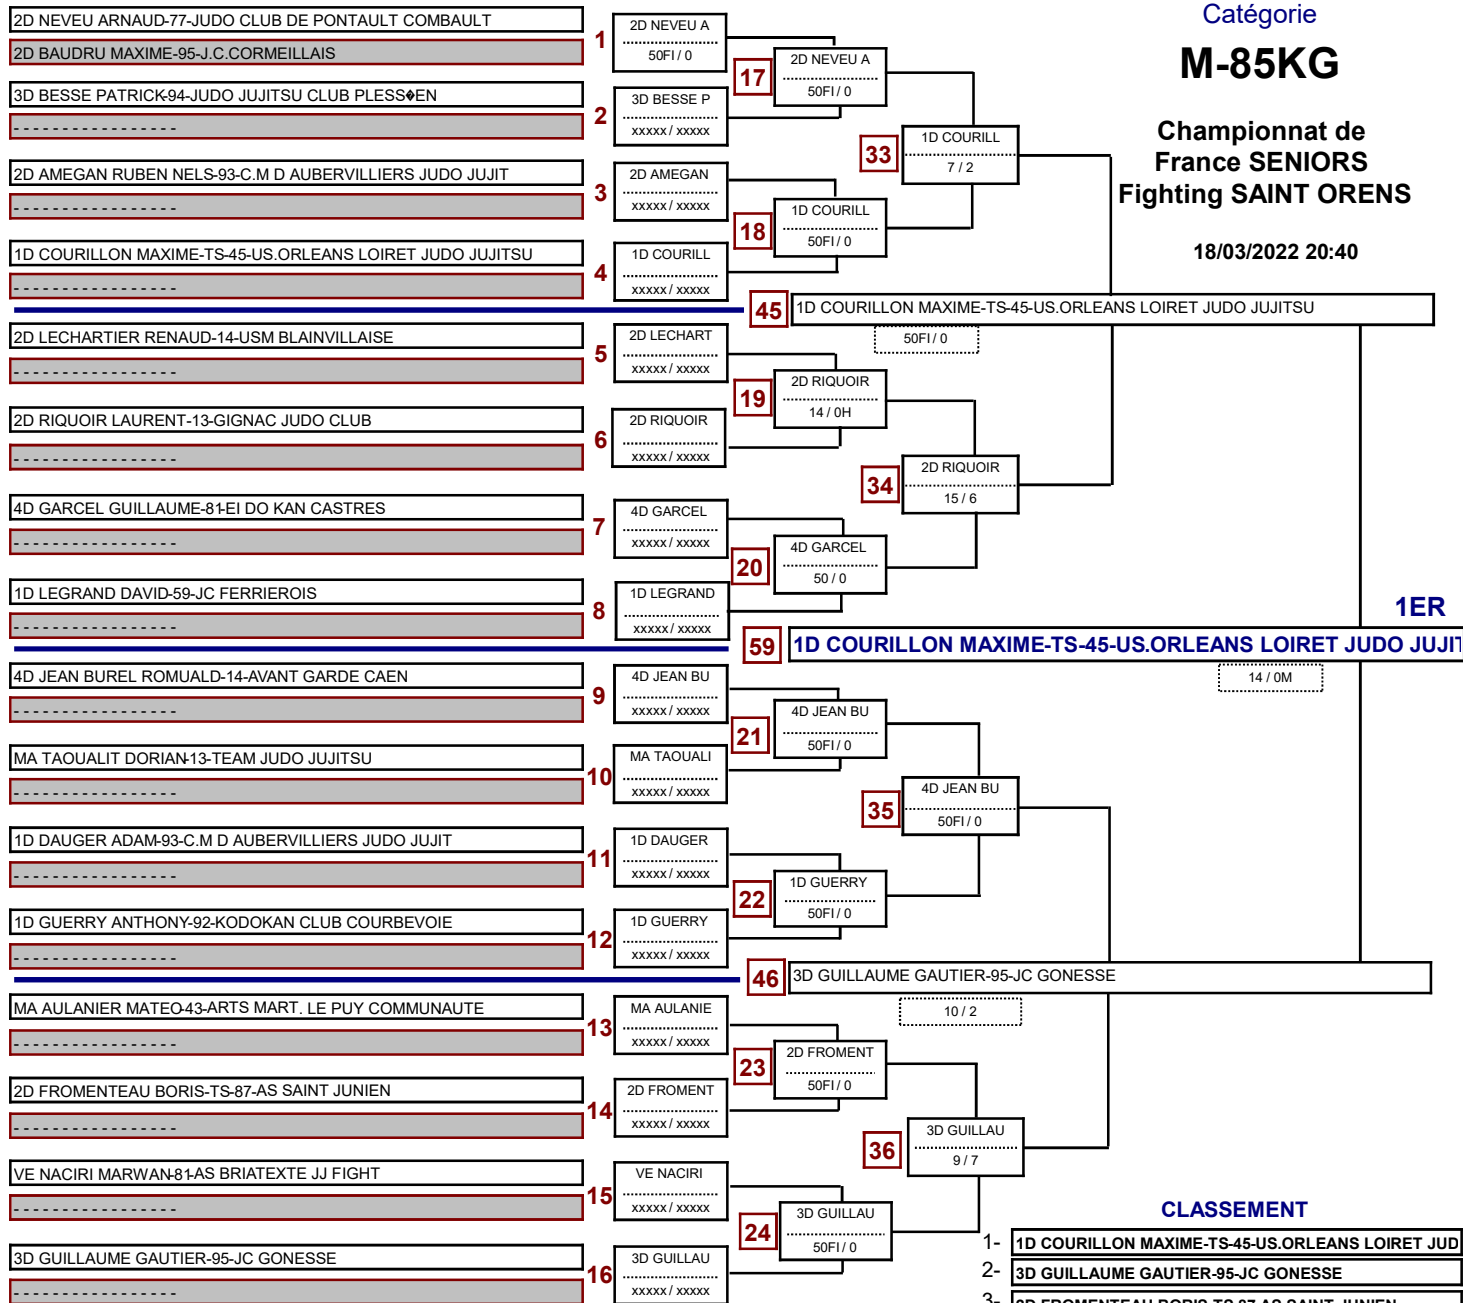 Catégorie
M-85KG
Championnat de
France SENIORS
Fighting SAINT ORENS
18/03/2022 20:40
2D NEVEU ARNAUD-77-JUDO CLUB DE PONTAULT COMBAULT
2D BAUDRU MAXIME-95-J.C.CORMEILLAIS
1
2D NEVEU A
50FI / 0
3D BESSE PATRICK-94-JUDO JUJITSU CLUB PLESS�EN
- - - - - - - - - - - - - - - - -
2
3D BESSE P
xxxxx / xxxxx
17
2D NEVEU A
50FI / 0
2D AMEGAN RUBEN NELS-93-C.M D AUBERVILLIERS JUDO JUJIT
- - - - - - - - - - - - - - - - -
3
2D AMEGAN
xxxxx / xxxxx
1D COURILLON MAXIME-TS-45-US.ORLEANS LOIRET JUDO JUJITSU
- - - - - - - - - - - - - - - - -
4
1D COURILL
xxxxx / xxxxx
18
1D COURILL
50FI / 0
33
1D COURILL
7 / 2
45
1D COURILLON MAXIME-TS-45-US.ORLEANS LOIRET JUDO JUJITSU
50FI / 0
2D LECHARTIER RENAUD-14-USM BLAINVILLAISE
- - - - - - - - - - - - - - - - -
5
2D LECHART
xxxxx / xxxxx
2D RIQUOIR LAURENT-13-GIGNAC JUDO CLUB
- - - - - - - - - - - - - - - - -
6
2D RIQUOIR
xxxxx / xxxxx
19
2D RIQUOIR
14 / 0H
4D GARCEL GUILLAUME-81-EI DO KAN CASTRES
- - - - - - - - - - - - - - - - -
7
4D GARCEL
xxxxx / xxxxx
1D LEGRAND DAVID-59-JC FERRIEROIS
- - - - - - - - - - - - - - - - -
8
1D LEGRAND
xxxxx / xxxxx
20
4D GARCEL
50 / 0
34
2D RIQUOIR
15 / 6
1ER
59
1D COURILLON MAXIME-TS-45-US.ORLEANS LOIRET JUDO JUJIT
14 / 0M
4D JEAN BUREL ROMUALD-14-AVANT GARDE CAEN
- - - - - - - - - - - - - - - - -
9
4D JEAN BU
xxxxx / xxxxx
MA TAOUALIT DORIAN-13-TEAM JUDO JUJITSU
- - - - - - - - - - - - - - - - -
10
MA TAOUALI
xxxxx / xxxxx
21
4D JEAN BU
50FI / 0
1D DAUGER ADAM-93-C.M D AUBERVILLIERS JUDO JUJIT
- - - - - - - - - - - - - - - - -
11
1D DAUGER
xxxxx / xxxxx
1D GUERRY ANTHONY-92-KODOKAN CLUB COURBEVOIE
- - - - - - - - - - - - - - - - -
12
1D GUERRY
xxxxx / xxxxx
22
1D GUERRY
50FI / 0
35
4D JEAN BU
50FI / 0
46
3D GUILLAUME GAUTIER-95-JC GONESSE
10 / 2
MA AULANIER MATEO-43-ARTS MART. LE PUY COMMUNAUTE
- - - - - - - - - - - - - - - - -
13
MA AULANIE
xxxxx / xxxxx
2D FROMENTEAU BORIS-TS-87-AS SAINT JUNIEN
- - - - - - - - - - - - - - - - -
14
2D FROMENT
xxxxx / xxxxx
23
2D FROMENT
50FI / 0
VE NACIRI MARWAN-81-AS BRIATEXTE JJ FIGHT
- - - - - - - - - - - - - - - - -
15
VE NACIRI
xxxxx / xxxxx
3D GUILLAUME GAUTIER-95-JC GONESSE
- - - - - - - - - - - - - - - - -
16
3D GUILLAU
xxxxx / xxxxx
24
3D GUILLAU
50FI / 0
36
3D GUILLAU
9 / 7
CLASSEMENT
1- 1D COURILLON MAXIME-TS-45-US.ORLEANS LOIRET JUD
2- 3D GUILLAUME GAUTIER-95-JC GONESSE
3- 2D FROMENTEAU BORIS-TS-87-AS SAINT JUNIEN